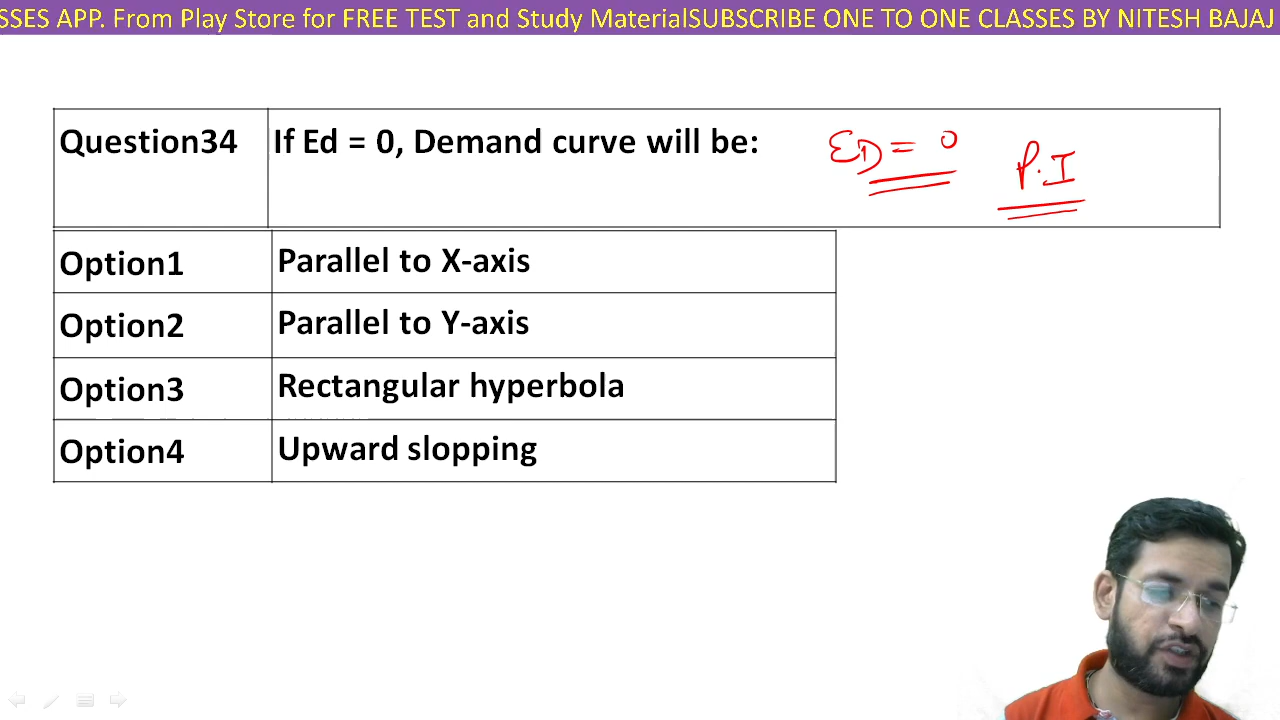 SSES APP. From Play Store for FREE TEST and Study MaterialSUBSCRIBE ONE TO ONE CLASSES BY NITESH BAJAJ
Question34 If Ed = 0, Demand curve will be: ED = 0 P.I
Option1 Parallel to X-axis
Option2 Parallel to Y-axis
Option3 Rectangular hyperbola
Option4 Upward slopping